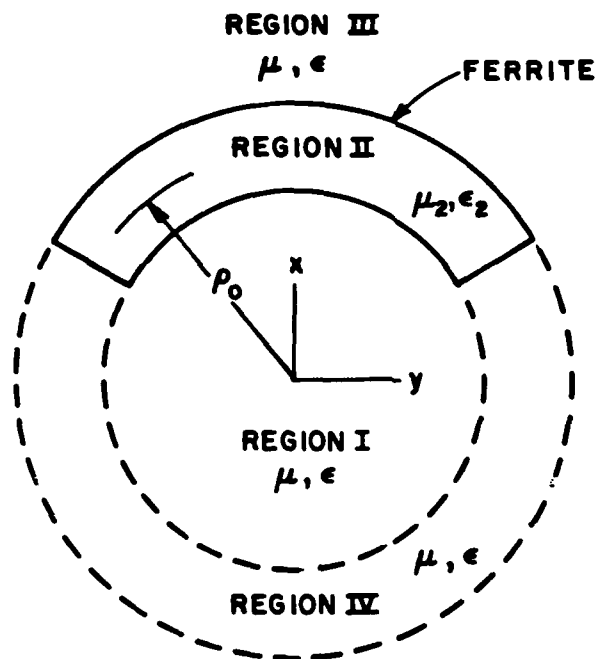 REGION III
μ, ϵ
FERRITE
REGION II
μ₂, ϵ₂
ρ₀
x
y
REGION I
μ, ϵ
μ, ϵ
REGION IV